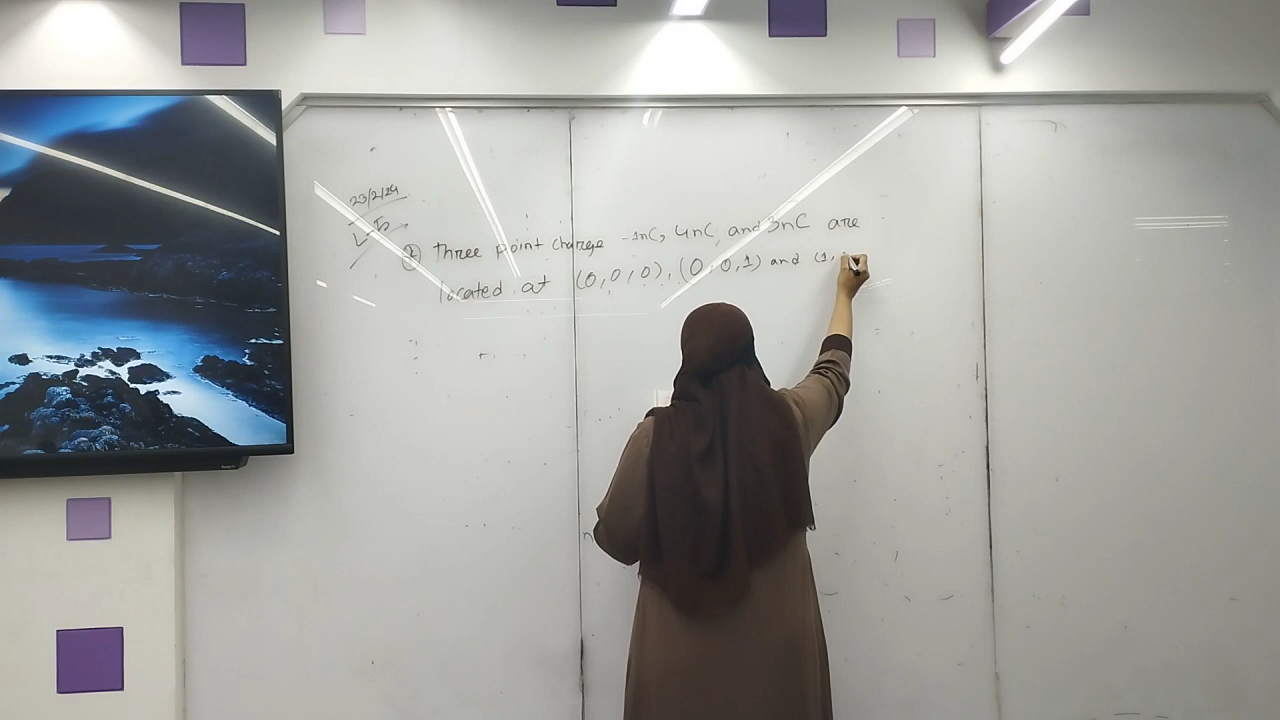 23/2/24
② Three point charge -1nC, 4nC, and 3nC are
located at (0,0,0), (0,0,1) and (1,